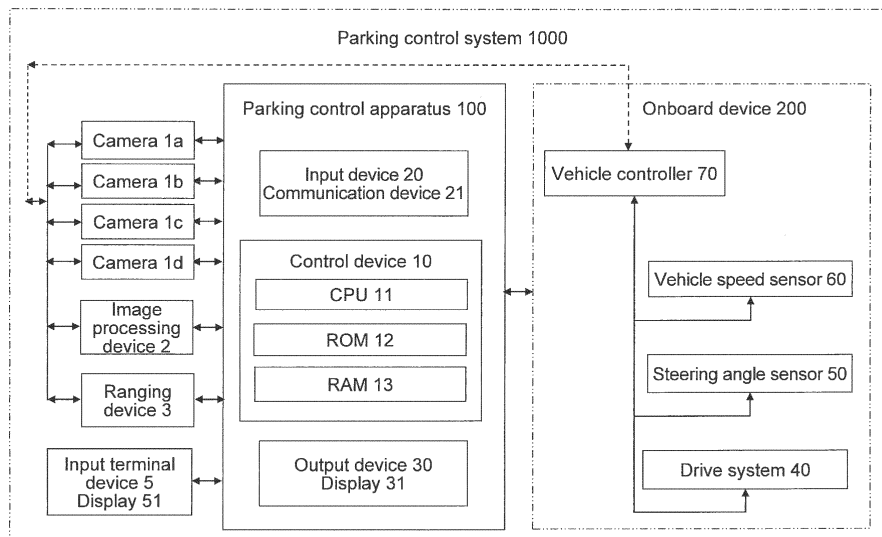 Parking control system 1000
Parking control apparatus 100
Onboard device 200
Camera 1a
Camera 1b
Camera 1c
Camera 1d
Image
processing
device 2
Ranging
device 3
Input terminal
device 5
Display 51
Input device 20
Communication device 21
Control device 10
CPU 11
ROM 12
RAM 13
Output device 30
Display 31
Vehicle controller 70
Vehicle speed sensor 60
Steering angle sensor 50
Drive system 40